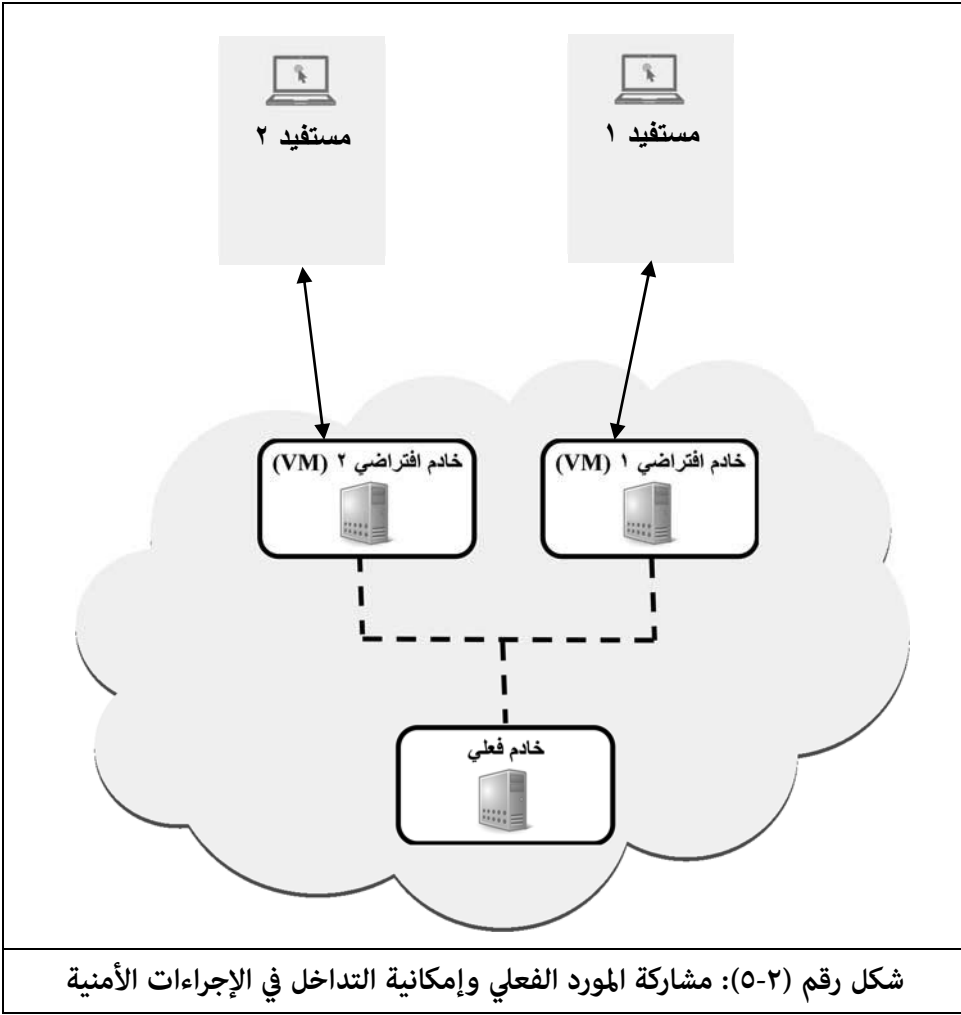 مستفيد ١
مستفيد ٢
خادم افتراضي ١ (VM)
خادم افتراضي ٢ (VM)
خادم فعلي
شكل رقم (٢-٥): مشاركة المورد الفعلي وإمكانية التداخل في الإجراءات الأمنية